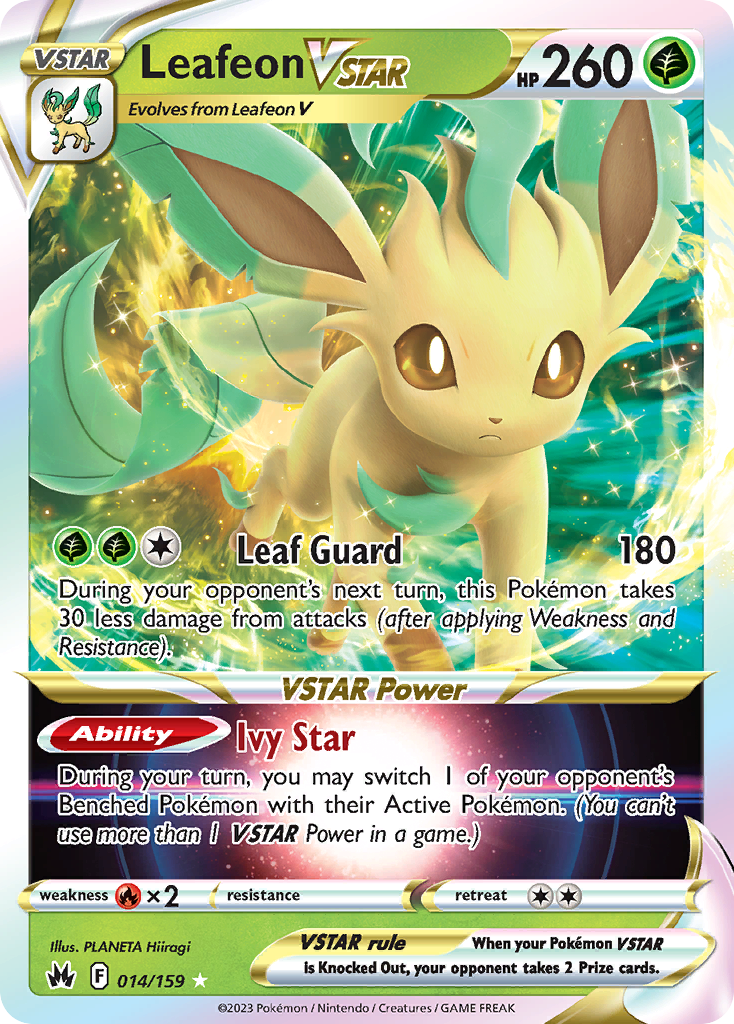 VSTAR
Leafeon VSTAR
HP 260
Evolves from Leafeon V
Leaf Guard 180
During your opponent's next turn, this Pokémon takes
30 less damage from attacks (after applying Weakness and
Resistance).
VSTAR Power
Ability Ivy Star
During your turn, you may switch 1 of your opponent's
Benched Pokémon with their Active Pokémon. (You can't
use more than 1 VSTAR Power in a game.)
weakness ×2 resistance retreat
Illus. PLANETA Hiiragi
VSTAR rule When your Pokémon VSTAR
is Knocked Out, your opponent takes 2 Prize cards.
F 014/159
©2023 Pokémon / Nintendo / Creatures / GAME FREAK